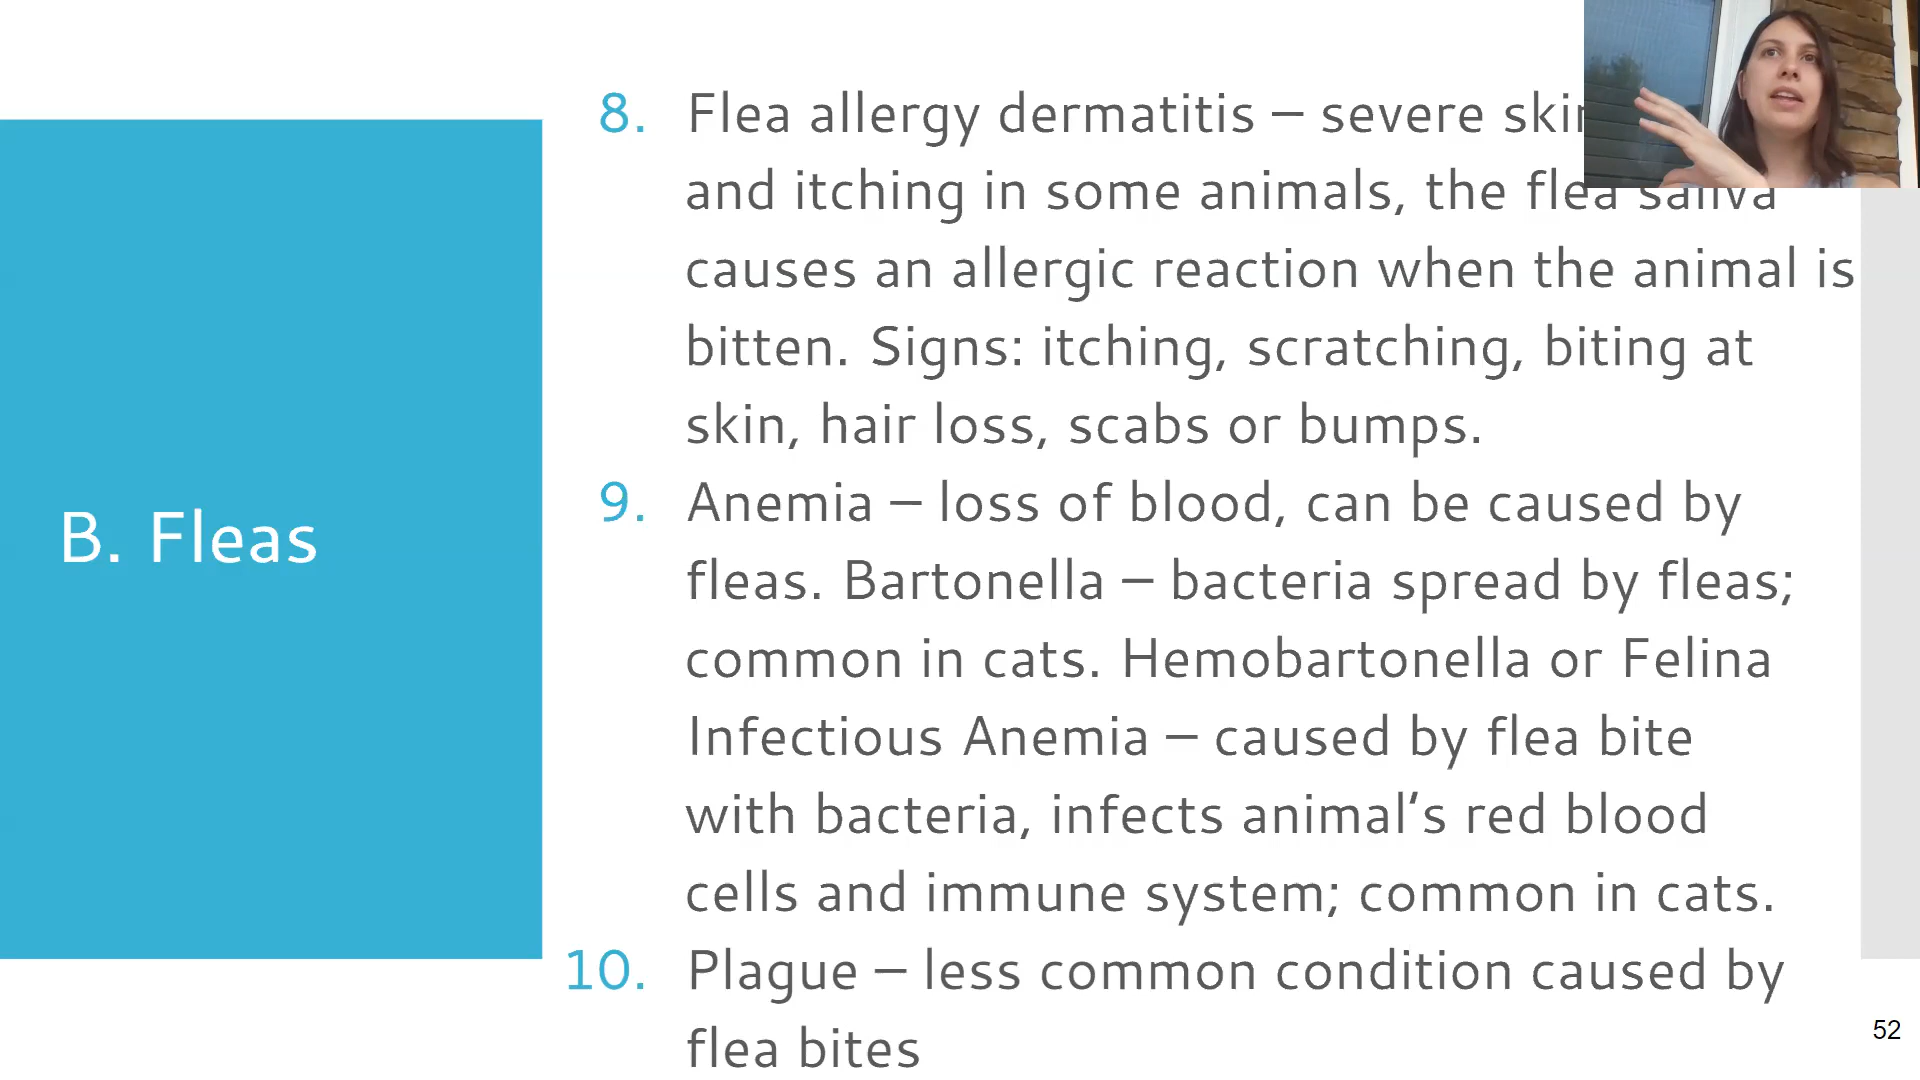 B. Fleas
8. Flea allergy dermatitis – severe
and itching in some animals, the flea saliva
causes an allergic reaction when the animal is
bitten. Signs: itching, scratching, biting at
skin, hair loss, scabs or bumps.
9. Anemia – loss of blood, can be caused by
fleas. Bartonella – bacteria spread by fleas;
common in cats. Hemobartonella or Felina
Infectious Anemia – caused by flea bite
with bacteria, infects animal’s red blood
cells and immune system; common in cats.
10. Plague – less common condition caused by
flea bites
52